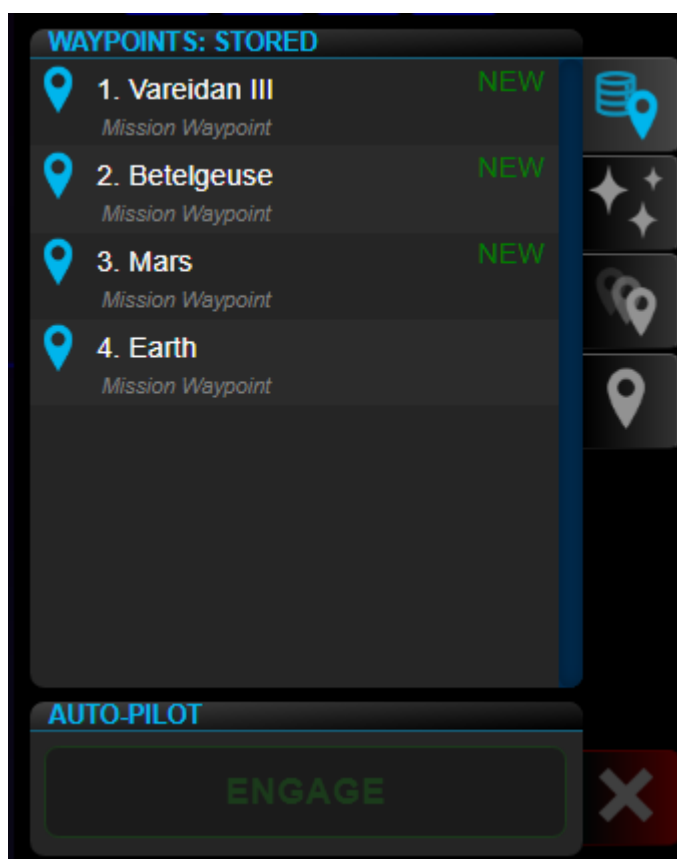 WAYPOINTS: STORED
1. Vareidan III NEW
Mission Waypoint
2. Betelgeuse NEW
Mission Waypoint
3. Mars NEW
Mission Waypoint
4. Earth
Mission Waypoint
AUTO-PILOT
ENGAGE